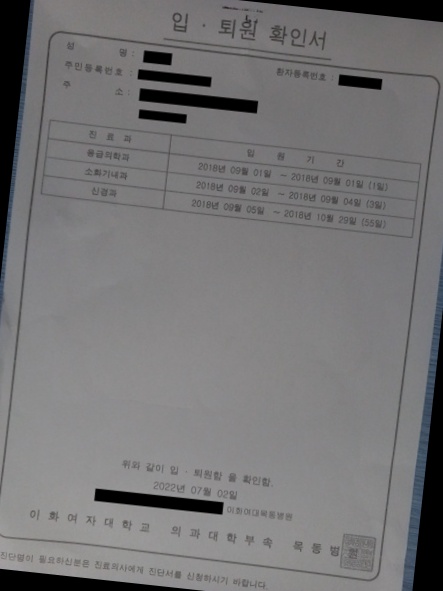 입 · 퇴원 확인서
성 명 :
주민등록번호 : 환자등록번호 :
주 소 :
진 료 과 입 원 기 간
응급의학과 2018년 09월 01일 ~ 2018년 09월 01일 (1일)
소화기내과 2018년 09월 02일 ~ 2018년 09월 04일 (3일)
신경과 2018년 09월 05일 ~ 2018년 10월 29일 (55일)
위와 같이 입 · 퇴원함 을 확인함.
2022년 07월 02일
이화여대목동병원
이 화 여 자 대 학 교 의 과 대 학 부 속 목 동 병
진단명이 필요하신분은 진료의사에게 진단서를 신청하시기 바랍니다.